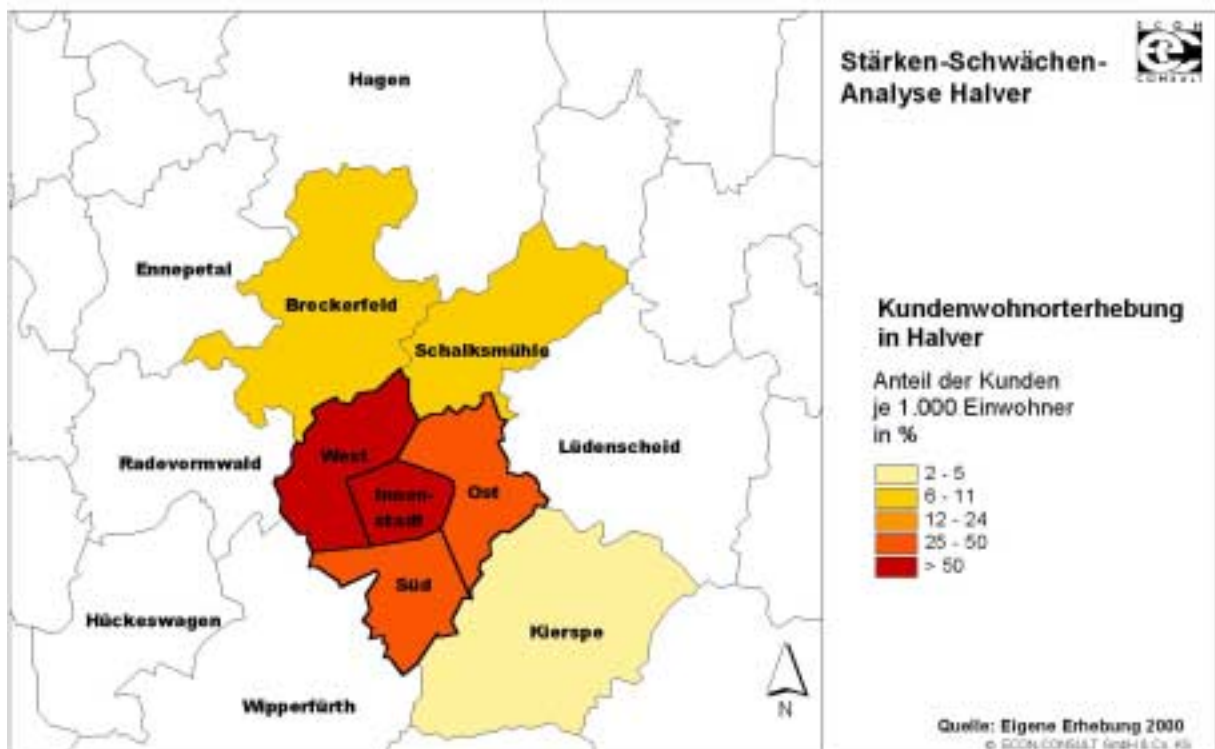 Hagen
Ennepetal
Breckerfeld
Schalksmühle
Radevormwald
Lüdenscheid
West
Innen-
stadt
Ost
Süd
Hückeswagen
Kierspe
Wipperfürth
N
Stärken-Schwächen-
Analyse Halver
ECON
CONSULT
Kundenwohnorterhebung
in Halver
Anteil der Kunden
je 1.000 Einwohner
in %
2 - 5
6 - 11
12 - 24
25 - 50
> 50
Quelle: Eigene Erhebung 2000
© ECON-CONSULT GmbH & Co. KG